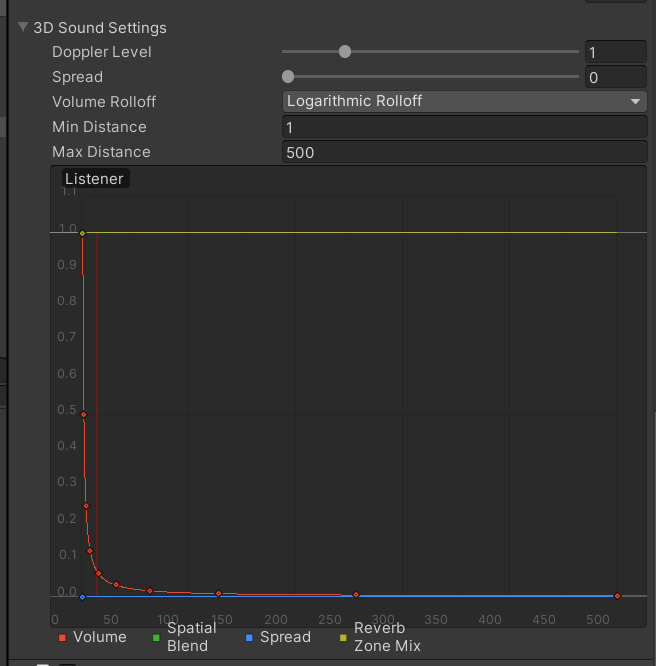 3D Sound Settings
Doppler Level 1
Spread 0
Volume Rolloff Logarithmic Rolloff
Min Distance 1
Max Distance 500
Listener
1.1
1.0
0.9
0.8
0.7
0.6
0.5
0.4
0.3
0.2
0.1
0.0
0 50 100 150 200 250 300 350 400 450 500
Volume Spatial Blend Spread Reverb Zone Mix